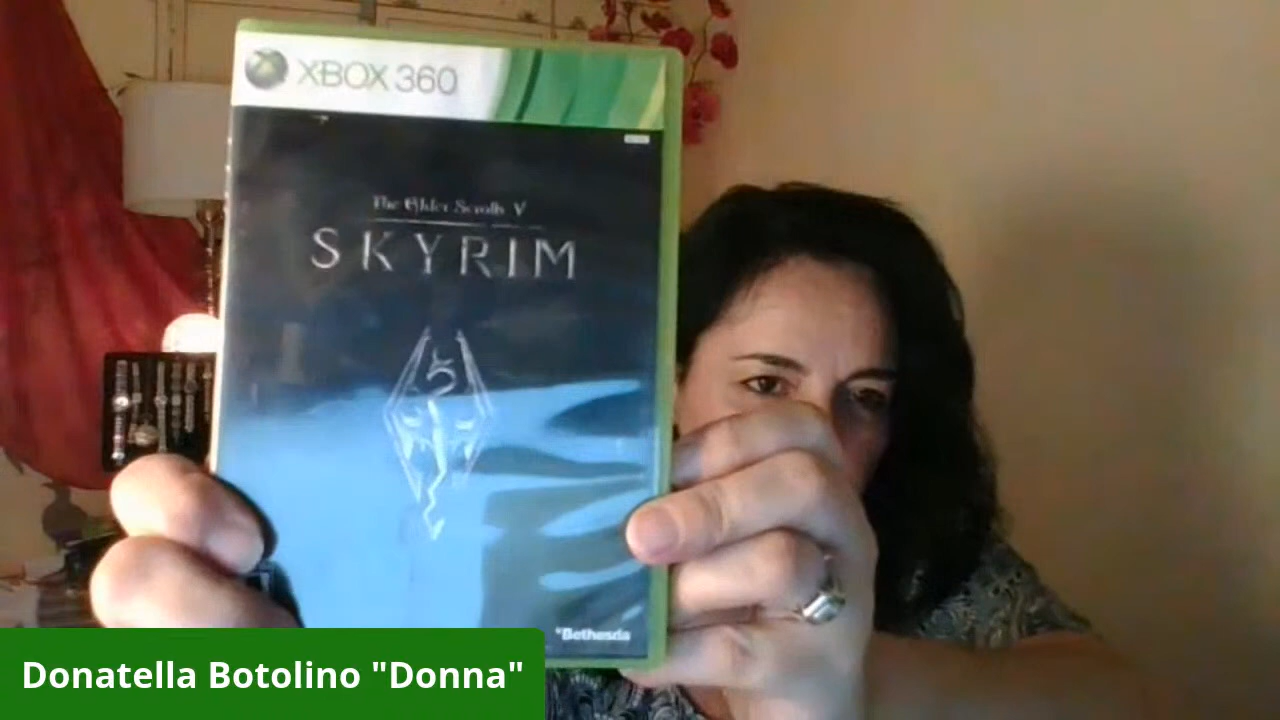 XBOX 360
The Elder Scrolls V
SKYRIM
Bethesda
Donatella Botolino "Donna"